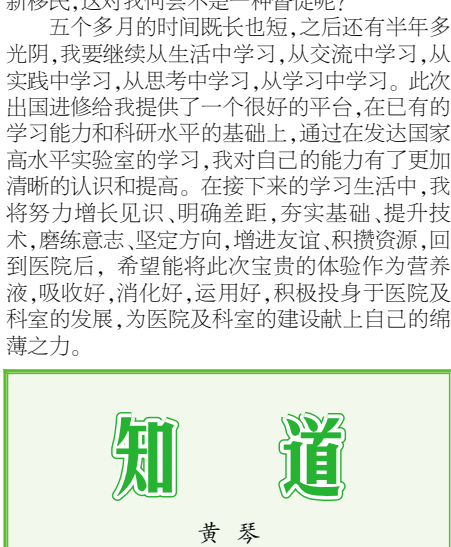 新移民,这对我何尝不是一种督促呢?
五个多月的时间既长也短,之后还有半年多
光阴,我要继续从生活中学习,从交流中学习,从
实践中学习,从思考中学习,从学习中学习。此次
出国进修给我提供了一个很好的平台,在已有的
学习能力和科研水平的基础上,通过在发达国家
高水平实验室的学习,我对自己的能力有了更加
清晰的认识和提高。在接下来的学习生活中,我
将努力增长见识、明确差距,夯实基础、提升技
术,磨练意志、坚定方向,增进友谊、积攒资源,回
到医院后，希望能将此次宝贵的体验作为营养
液,吸收好,消化好,运用好,积极投身于医院及
科室的发展,为医院及科室的建设献上自己的绵
薄之力。
知 道
黄 琴